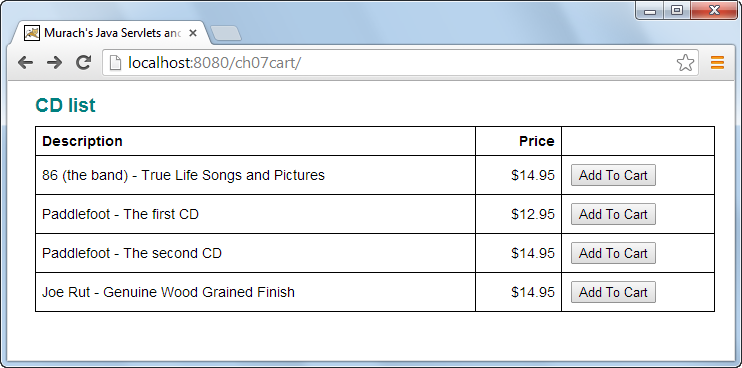 Murach's Java Servlets and
localhost:8080/ch07cart/
CD list
Description Price
86 (the band) - True Life Songs and Pictures $14.95 Add To Cart
Paddlefoot - The first CD $12.95 Add To Cart
Paddlefoot - The second CD $14.95 Add To Cart
Joe Rut - Genuine Wood Grained Finish $14.95 Add To Cart